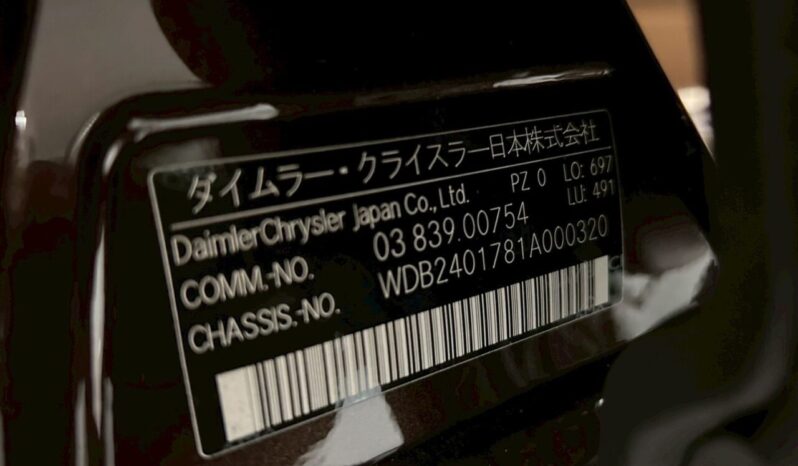 ダイムラー・クライスラー日本株式会社
DaimlerChrysler Japan Co., Ltd. PZ 0 LO: 697
LU: 491
COMM.-NO. 03 839.00754
CHASSIS.-NO. WDB2401781A000320